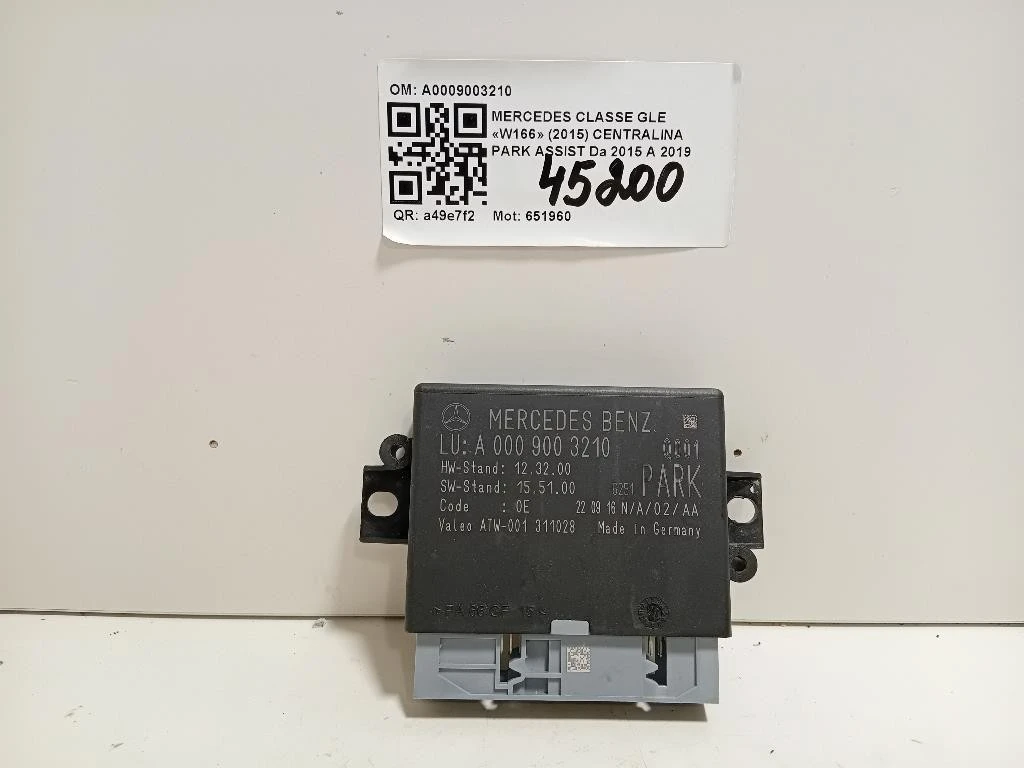 OM: A0009003210
MERCEDES CLASSE GLE
«W166» (2015) CENTRALINA
PARK ASSIST Da 2015 A 2019
45200
QR: a49e7f2 Mot: 651960
MERCEDES BENZ
LU: A 000 900 3210
HW-Stand: 12.32.00
SW-Stand: 15.51.00 PARK
Code : 0E 22 09 16 N/A/02/AA
Valeo ATW-001 311028 Made in Germany